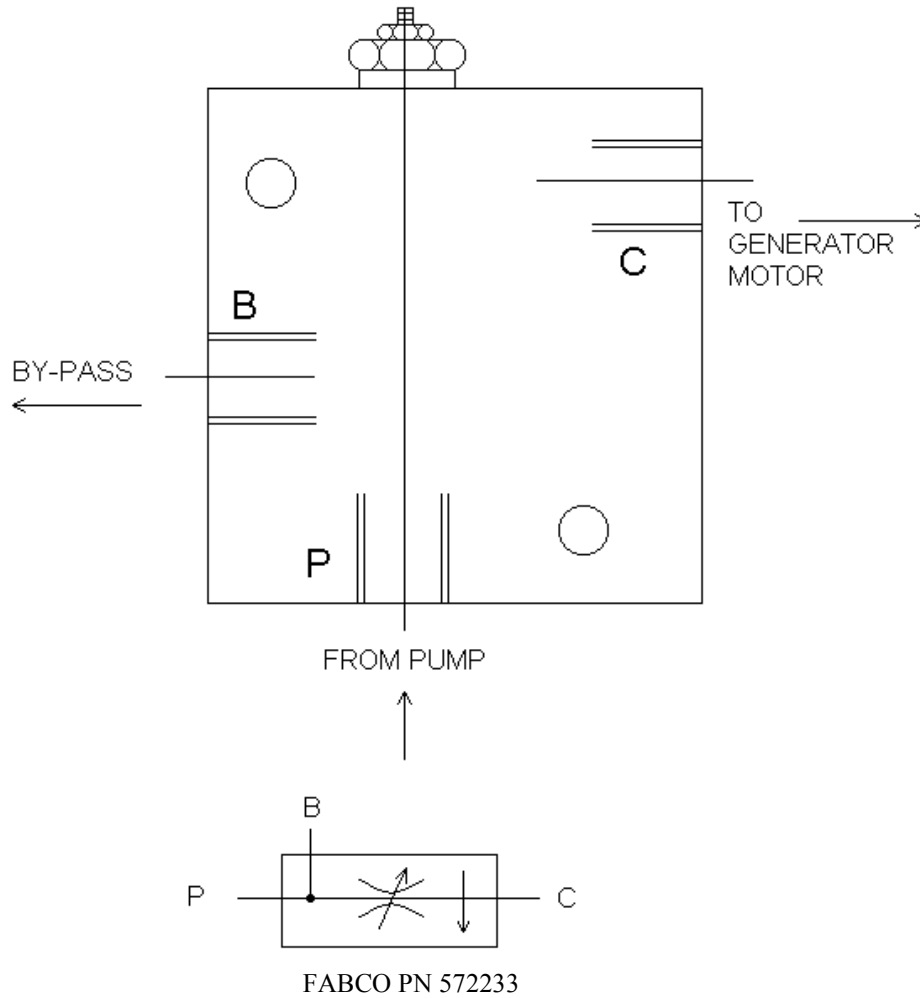 TO
GENERATOR
MOTOR
C
B
BY-PASS
P
FROM PUMP
B
P
C
FABCO PN 572233